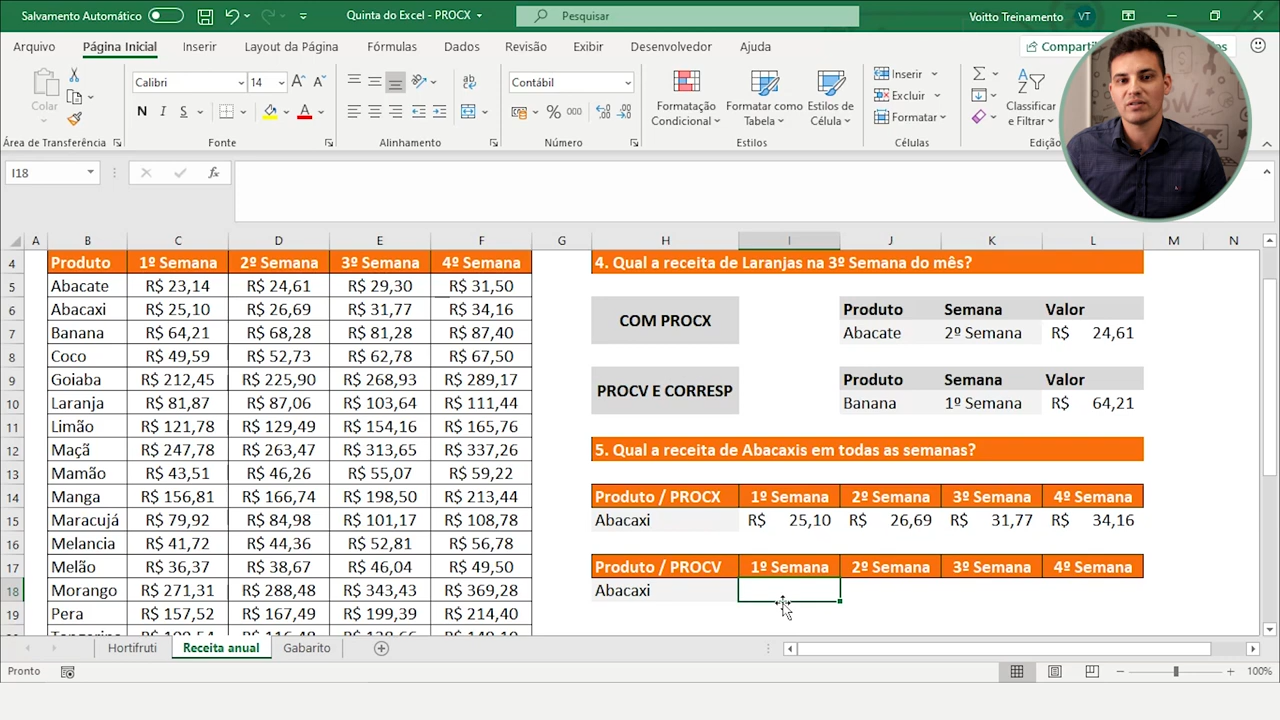 Salvamento Automático
Quinta do Excel - PROCX
Pesquisar
Voitto Treinamento VT
Arquivo Página Inicial Inserir Layout da Página Fórmulas Dados Revisão Exibir Desenvolvedor Ajuda
Colar
Área de Transferência
Calibri 14
N I S
Fonte
Alinhamento
Contábil
% 000
Número
Formatação Condicional
Formatar como Tabela
Estilos de Célula
Estilos
Inserir
Excluir
Formatar
Células
Classificar e Filtrar
I18 fx
A B C D E F G H I J K L M N
4 Produto 1º Semana 2º Semana 3º Semana 4º Semana 4. Qual a receita de Laranjas na 3º Semana do mês?
5 Abacate R$ 23,14 R$ 24,61 R$ 29,30 R$ 31,50
6 Abacaxi R$ 25,10 R$ 26,69 R$ 31,77 R$ 34,16 COM PROCX Produto Semana Valor
7 Banana R$ 64,21 R$ 68,28 R$ 81,28 R$ 87,40 Abacate 2º Semana R$ 24,61
8 Coco R$ 49,59 R$ 52,73 R$ 62,78 R$ 67,50
9 Goiaba R$ 212,45 R$ 225,90 R$ 268,93 R$ 289,17 PROCV E CORRESP Produto Semana Valor
10 Laranja R$ 81,87 R$ 87,06 R$ 103,64 R$ 111,44 Banana 1º Semana R$ 64,21
11 Limão R$ 121,78 R$ 129,49 R$ 154,16 R$ 165,76
12 Maçã R$ 247,78 R$ 263,47 R$ 313,65 R$ 337,26 5. Qual a receita de Abacaxis em todas as semanas?
13 Mamão R$ 43,51 R$ 46,26 R$ 55,07 R$ 59,22
14 Manga R$ 156,81 R$ 166,74 R$ 198,50 R$ 213,44 Produto / PROCX 1º Semana 2º Semana 3º Semana 4º Semana
15 Maracujá R$ 79,92 R$ 84,98 R$ 101,17 R$ 108,78 Abacaxi R$ 25,10 R$ 26,69 R$ 31,77 R$ 34,16
16 Melancia R$ 41,72 R$ 44,36 R$ 52,81 R$ 56,78
17 Melão R$ 36,37 R$ 38,67 R$ 46,04 R$ 49,50 Produto / PROCV 1º Semana 2º Semana 3º Semana 4º Semana
18 Morango R$ 271,31 R$ 288,48 R$ 343,43 R$ 369,28 Abacaxi
19 Pera R$ 157,52 R$ 167,49 R$ 199,39 R$ 214,40
Hortifruti Receita anual Gabarito
Pronto 100%